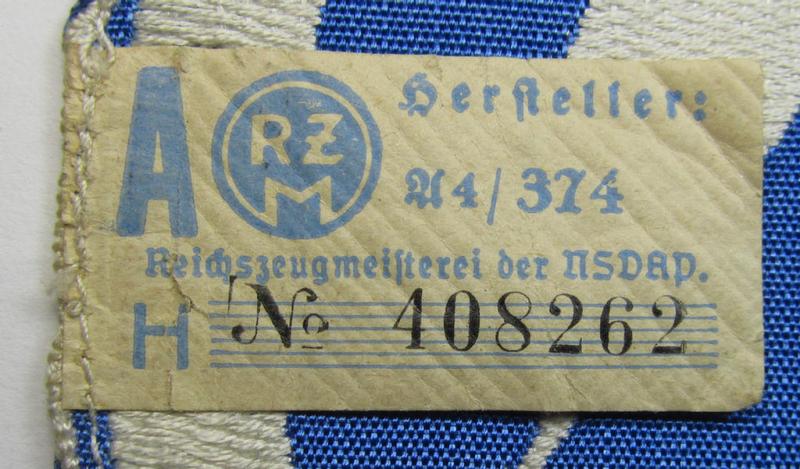 A
RZM
Hersteller:
A4/374
Reichszeugmeisterei der NSDAP.
H
No 408262